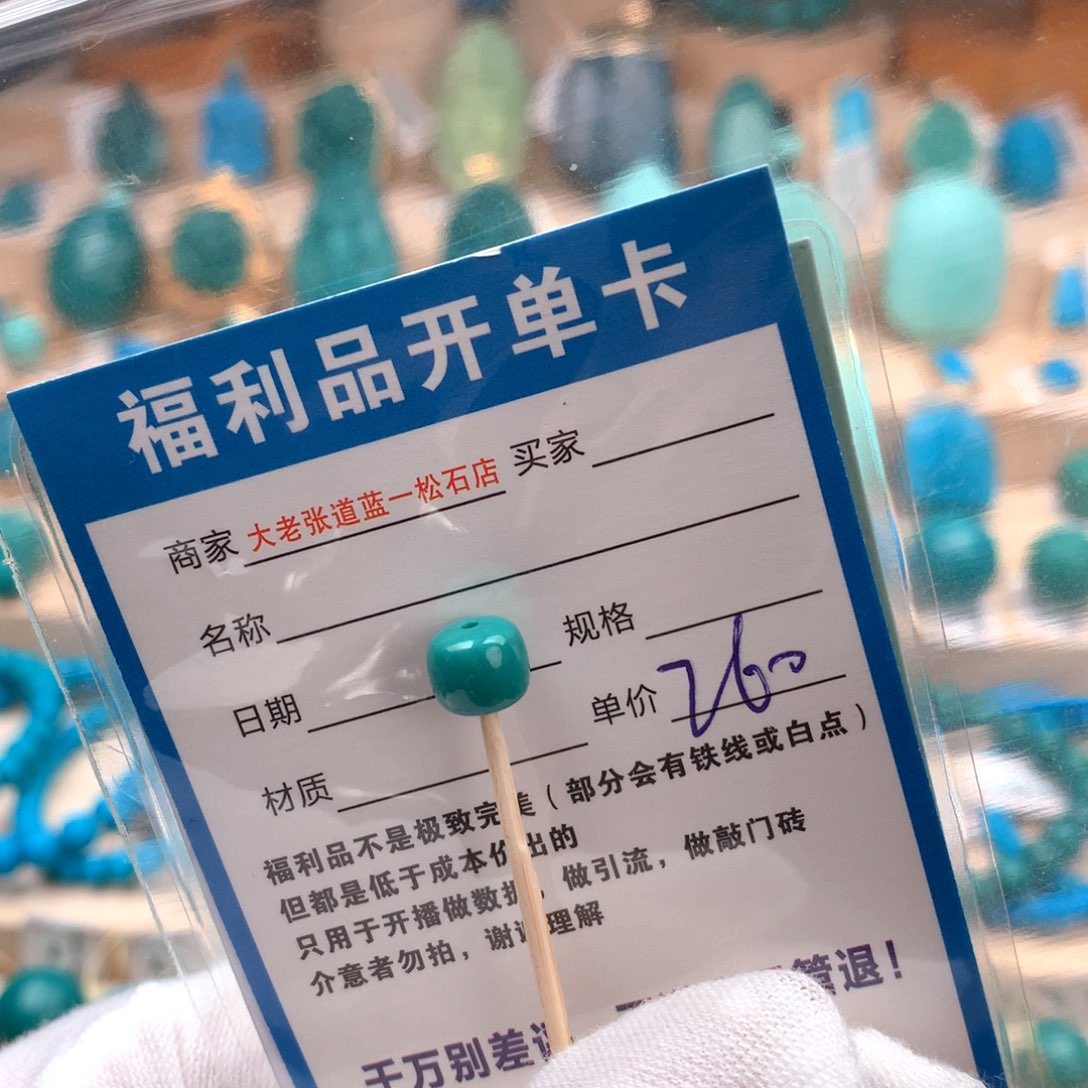 福利品开单卡
商家 大老张道蓝一松石店 买家
名称
规格
日期
单价 760
材质
福利品不是极致完美（部分会有铁线或白点）
但都是低于成本价出的
只用于开播做数据，做引流，做敲门砖
介意者勿拍，谢谢理解
管退！
千万别差评